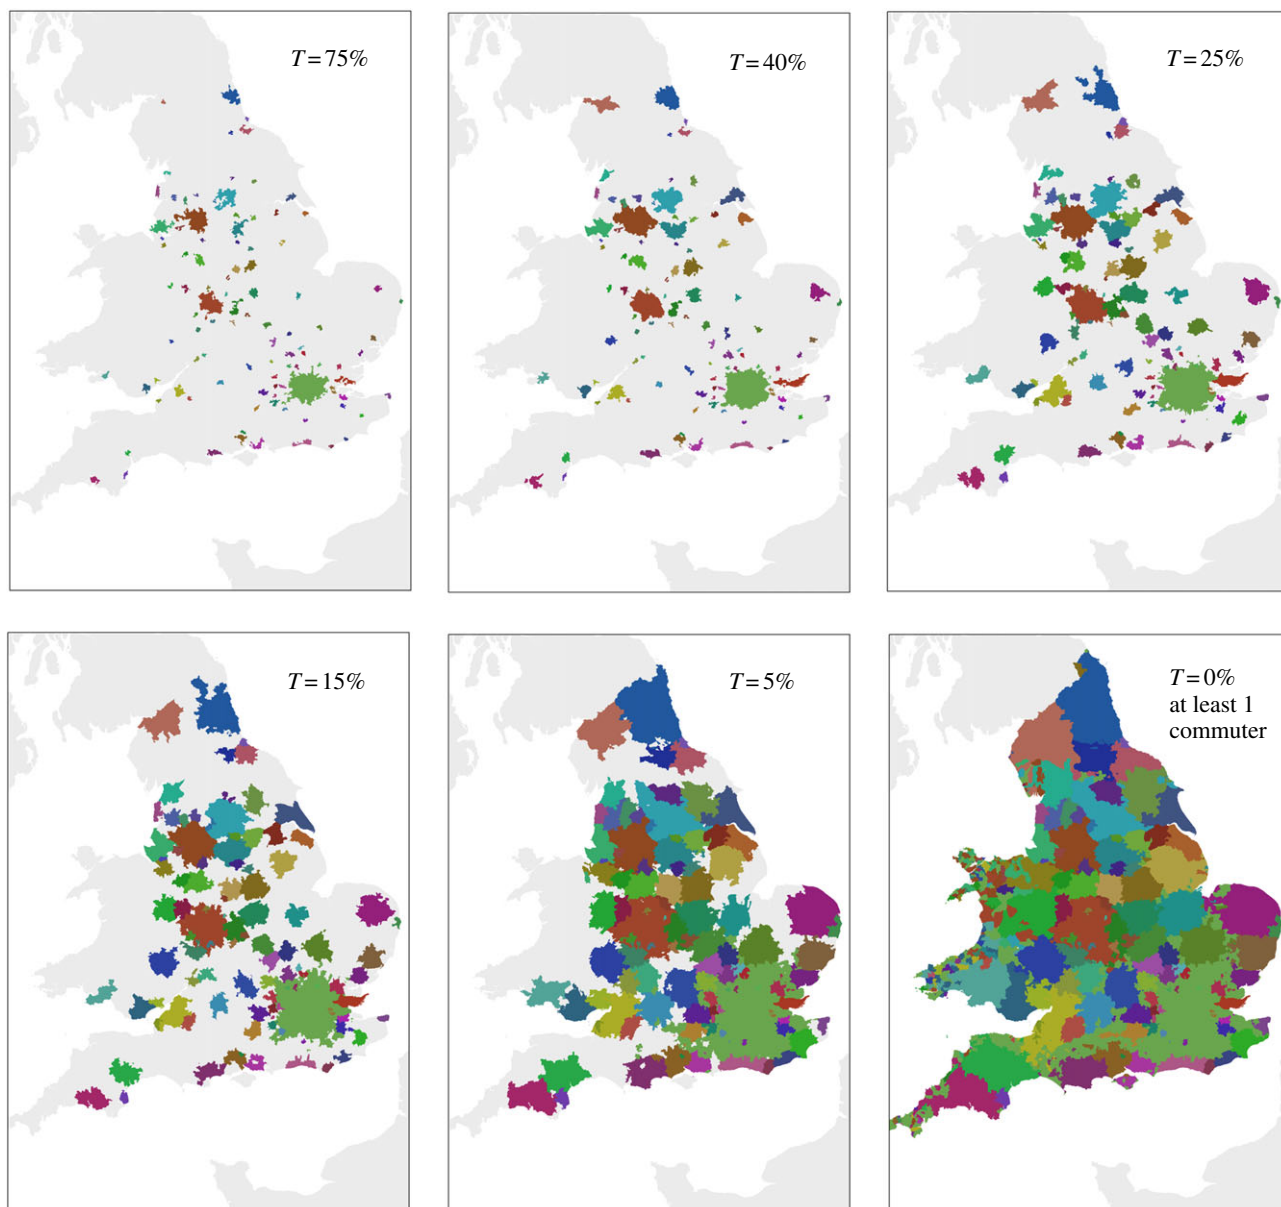 T = 75%
T = 40%
T = 25%
T = 15%
T = 5%
T = 0%
at least 1
commuter